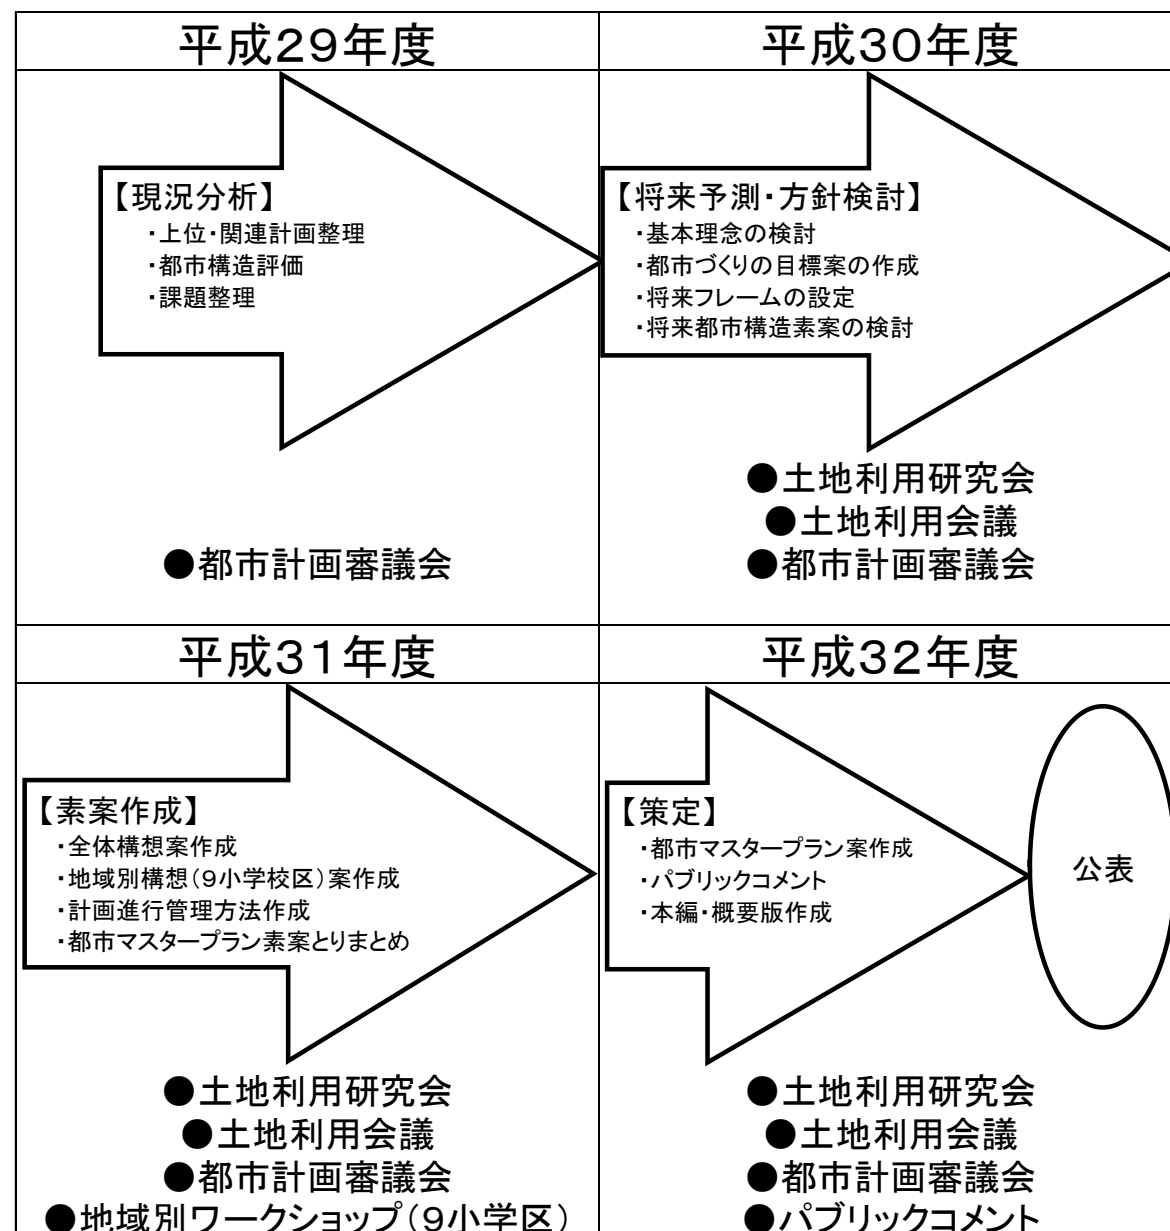 平成29年度
【現況分析】
・上位・関連計画整理
・都市構造評価
・課題整理
●都市計画審議会
平成30年度
【将来予測・方針検討】
・基本理念の検討
・都市づくりの目標案の作成
・将来フレームの設定
・将来都市構造素案の検討
●土地利用研究会
●土地利用会議
●都市計画審議会
平成31年度
【素案作成】
・全体構想案作成
・地域別構想(9小学校区)案作成
・計画進行管理方法作成
・都市マスタープラン素案とりまとめ
●土地利用研究会
●土地利用会議
●都市計画審議会
●地域別ワークショップ(9小学区)
平成32年度
【策定】
・都市マスタープラン案作成
・パブリックコメント
・本編・概要版作成
公表
●土地利用研究会
●土地利用会議
●都市計画審議会
●パブリックコメント